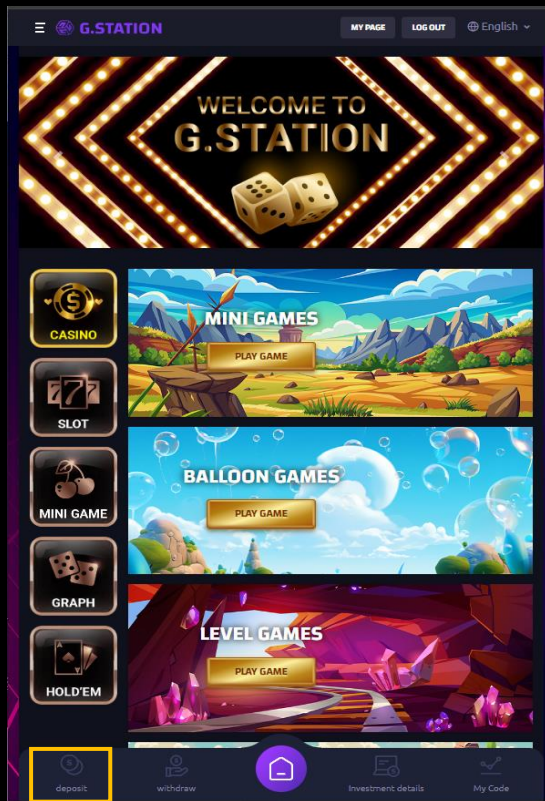 G.STATION
MY PAGE
LOG OUT
English
WELCOME TO
G.STATION
CASINO
777
SLOT
MINI GAME
GRAPH
HOLD'EM
MINI GAMES
PLAY GAME
BALLOON GAMES
PLAY GAME
LEVEL GAMES
PLAY GAME
deposit
withdraw
Investment details
My Code